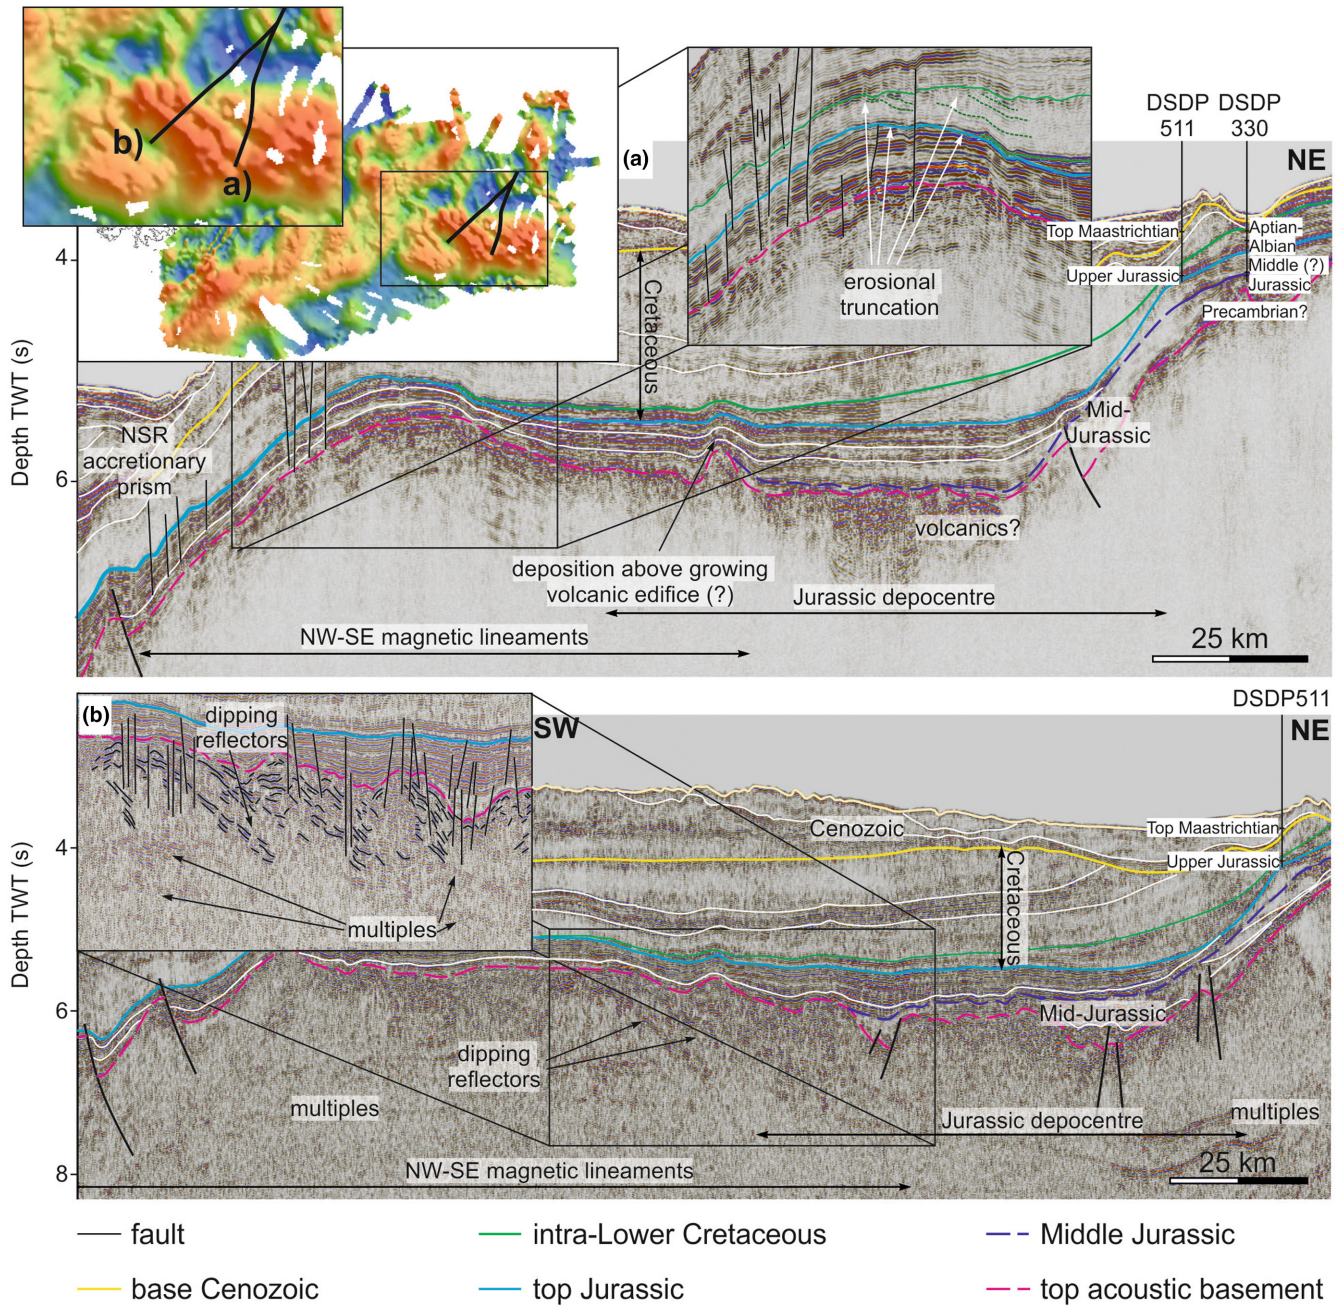 b)
a)
(a)
DSDP
511
DSDP
330
NE
erosional
truncation
Top Maastrichtian
Upper Jurassic
Aptian-
Albian
Middle (?)
Jurassic
Precambrian?
Depth TWT (s)
4
6
Cretaceous
NSR
accretionary
prism
Mid-
Jurassic
volcanics?
deposition above growing
volcanic edifice (?)
Jurassic depocentre
NW-SE magnetic lineaments
25 km
(b)
dipping
reflectors
multiples
SW
DSDP511
NE
Depth TWT (s)
4
6
8
Cenozoic
Cretaceous
Top Maastrichtian
Upper Jurassic
Mid-Jurassic
dipping
reflectors
multiples
Jurassic depocentre
multiples
NW-SE magnetic lineaments
25 km
fault
intra-Lower Cretaceous
Middle Jurassic
base Cenozoic
top Jurassic
top acoustic basement